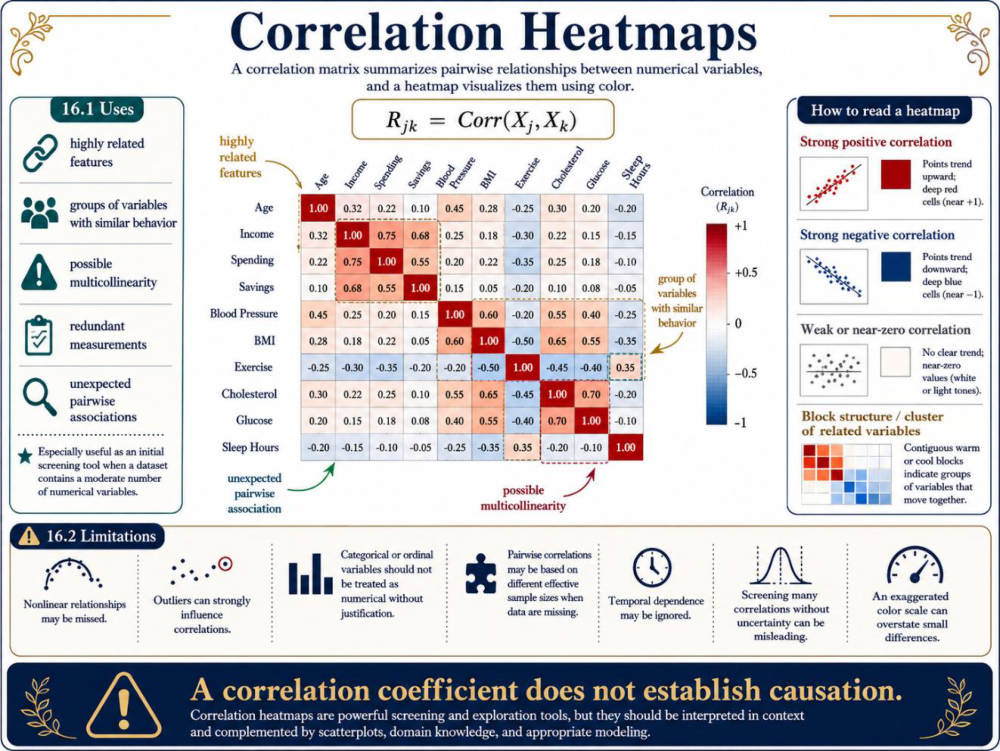 Correlation Heatmaps
A correlation matrix summarizes pairwise relationships between numerical variables,
and a heatmap visualizes them using color.
R_jk = Corr(X_j, X_k)
16.1 Uses
highly related
features
groups of variables
with similar behavior
possible
multicollinearity
redundant
measurements
unexpected
pairwise
associations
Especially useful as an initial
screening tool when a dataset
contains a moderate number
of numerical variables.
highly
related
features
Age Income Spending Savings Blood Pressure BMI Exercise Cholesterol Glucose Sleep Hours
Age 1.00 0.32 0.22 0.10 0.45 0.28 -0.25 0.30 0.20 -0.20
Income 0.32 1.00 0.75 0.68 0.25 0.18 -0.30 0.22 0.15 -0.15
Spending 0.22 0.75 1.00 0.55 0.20 0.22 -0.35 0.25 0.18 -0.10
Savings 0.10 0.68 0.55 1.00 0.15 0.05 -0.20 0.10 0.08 -0.05
Blood Pressure 0.45 0.25 0.20 0.15 1.00 0.60 -0.20 0.55 0.40 -0.25
BMI 0.28 0.18 0.22 0.05 0.60 1.00 -0.50 0.65 0.55 -0.35
Exercise -0.25 -0.30 -0.35 -0.20 -0.20 -0.50 1.00 -0.45 -0.40 0.35
Cholesterol 0.30 0.22 0.25 0.10 0.55 0.65 -0.45 1.00 0.70 -0.20
Glucose 0.20 0.15 0.18 0.08 0.40 0.55 -0.40 0.70 1.00 -0.10
Sleep Hours -0.20 -0.15 -0.10 -0.05 -0.25 -0.35 0.35 -0.20 -0.10 1.00
unexpected
pairwise
association
possible
multicollinearity
group of
variables
with similar
behavior
Correlation
(R_jk)
+1
+0.5
0
−0.5
-1
How to read a heatmap
Strong positive correlation
Points trend
upward;
deep red
cells (near +1).
Strong negative correlation
Points trend
downward;
deep blue
cells (near −1).
Weak or near-zero correlation
No clear trend;
near-zero
values (white
or light tones).
Block structure / cluster
of related variables
Contiguous warm
or cool blocks
indicate groups
of variables that
move together.
16.2 Limitations
Nonlinear relationships
may be missed.
Outliers can strongly
influence
correlations.
Categorical or ordinal
variables should not
be treated as
numerical without
justification.
Pairwise correlations
may be based on
different effective
sample sizes when
data are missing.
Temporal dependence
may be ignored.
Screening many
correlations without
uncertainty can be
misleading.
An exaggerated
color scale can
overstate small
differences.
A correlation coefficient does not establish causation.
Correlation heatmaps are powerful screening and exploration tools, but they should be interpreted in context
and complemented by scatterplots, domain knowledge, and appropriate modeling.